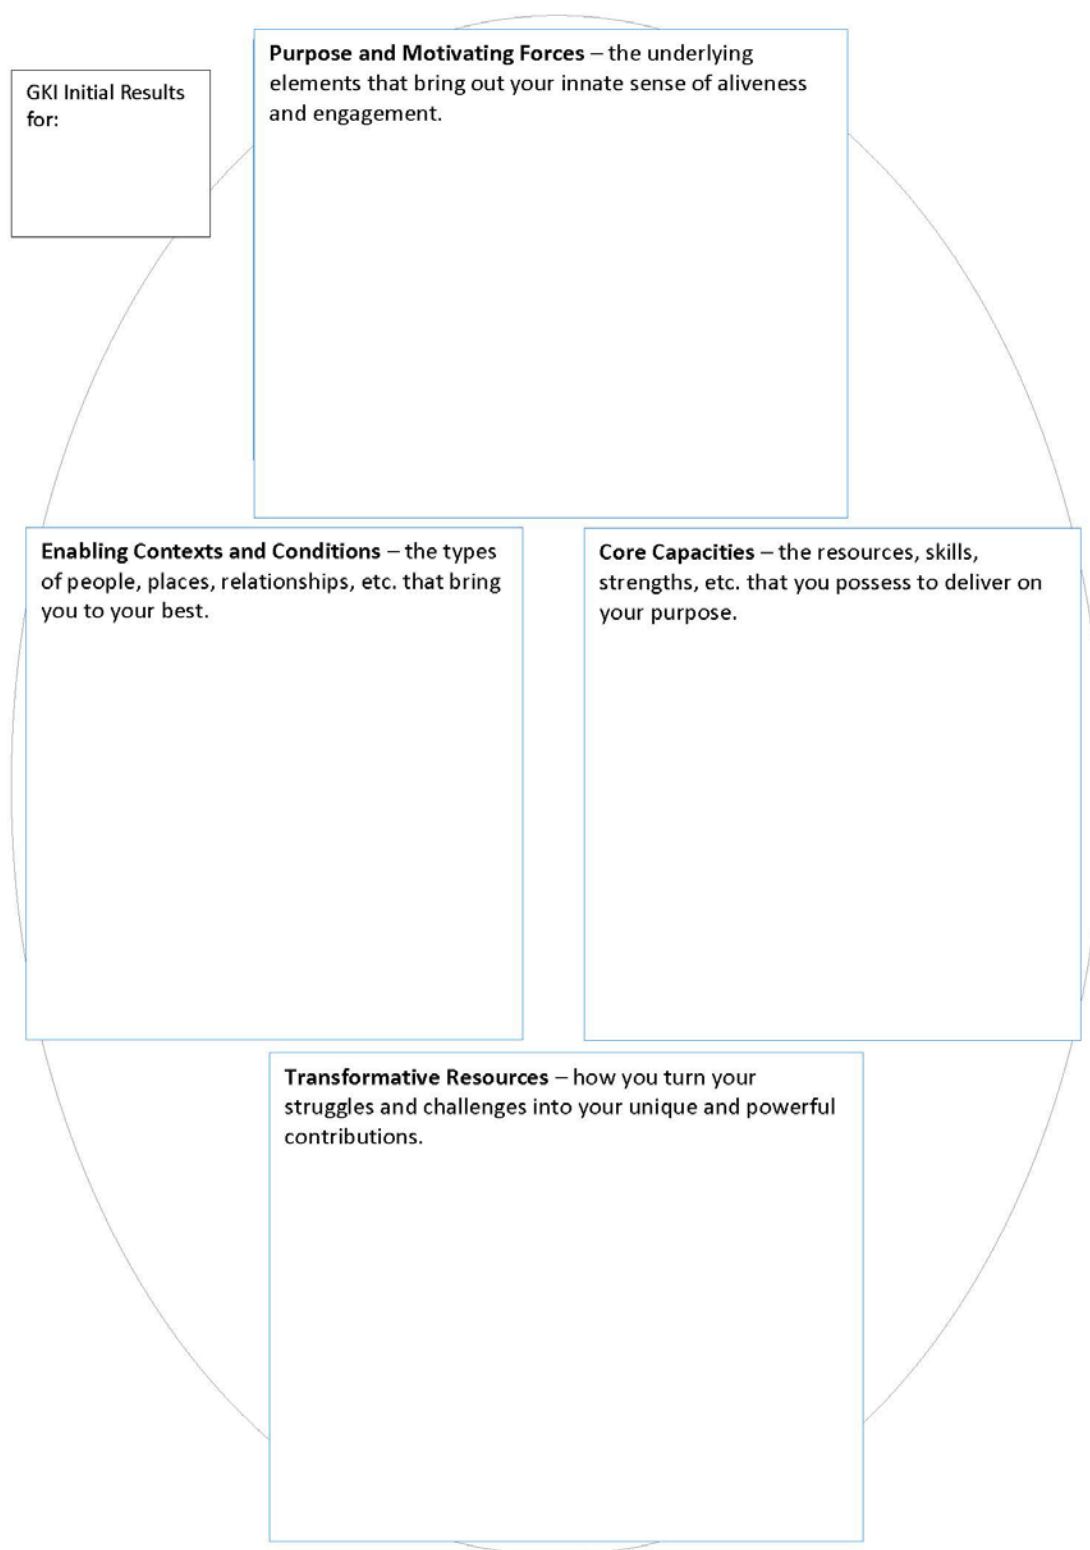 GKI Initial Results
for:
Purpose and Motivating Forces – the underlying
elements that bring out your innate sense of aliveness
and engagement.
Enabling Contexts and Conditions – the types
of people, places, relationships, etc. that bring
you to your best.
Core Capacities – the resources, skills,
strengths, etc. that you possess to deliver on
your purpose.
Transformative Resources – how you turn your
struggles and challenges into your unique and powerful
contributions.